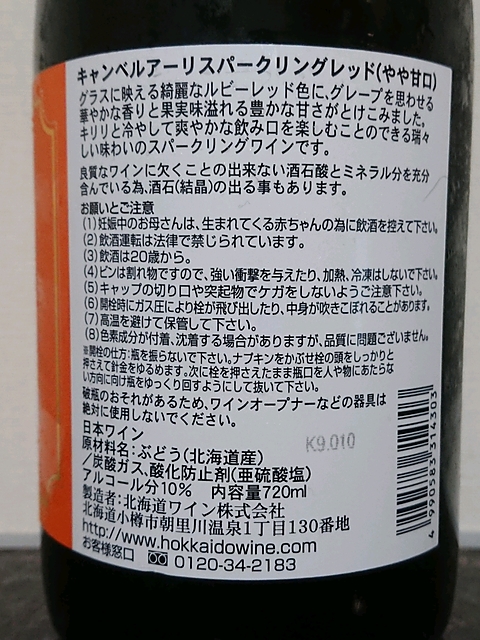 キャンベルアーリスパークリングレッド(やや甘口)
グラスに映える綺麗なルビーレッド色に、グレープを思わせる
華やかな香りと果実味溢れる豊かな甘さがとけこみました。
キリリと冷やして爽やかな飲み口を楽しむことのできる瑞々
しい味わいのスパークリングワインです。
良質なワインに欠くことの出来ない酒石酸とミネラル分を充分
含んでいる為、酒石(結晶)の出る事もあります。
お願いとご注意
(1)妊娠中のお母さんは、生まれてくる赤ちゃんの為に飲酒を控えて下さい。
(2)飲酒運転は法律で禁じられています。
(3)飲酒は20歳から。
(4)ビンは割れ物ですので、強い衝撃を与えたり、加熱、冷凍はしないで下さい。
(5)キャップの切り口や突起物でケガをしないようご注意下さい。
(6)開栓時にガス圧により栓が飛び出したり、中身が吹きこぼれることがあります。
(7)高温を避けて保管して下さい。
(8)色素成分が付着、沈着する場合がありますが、品質に問題ございません。
※開栓の仕方:瓶を振らないで下さい。ナプキンをかぶせ栓の頭をしっかりと
押さえて針金をゆるめます。次に栓を押さえたまま瓶口を人や物にあたらな
い方向に向け瓶をゆっくり回すようにして抜いて下さい。
破瓶のおそれがあるため、ワインオープナーなどの器具は
絶対に使用しないでください。
日本ワイン
K9.010
原材料名:ぶどう(北海道産)
/炭酸ガス、酸化防止剤(亜硫酸塩)
アルコール分10% 内容量720ml
製造者:北海道ワイン株式会社
北海道小樽市朝里川温泉1丁目130番地
http://www.hokkaidowine.com
お客様窓口 0120-34-2183
4 990583 314303